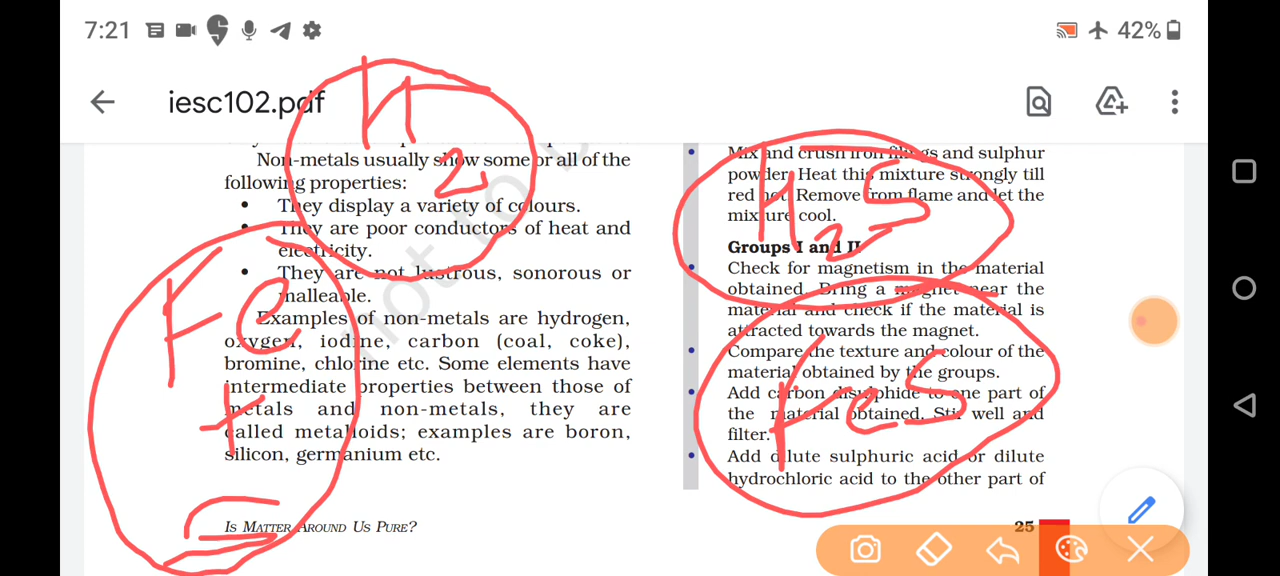 7:21
42%
iesc102.pdf
Non-metals usually show some or all of the
following properties:
• They display a variety of colours.
• They are poor conductors of heat and
electricity.
• They are not lustrous, sonorous or
malleable.
Examples of non-metals are hydrogen,
oxygen, iodine, carbon (coal, coke),
bromine, chlorine etc. Some elements have
intermediate properties between those of
metals and non-metals, they are
called metalloids; examples are boron,
silicon, germanium etc.
IS MATTER AROUND US PURE?
• Mix and crush iron filings and sulphur
powder. Heat this mixture strongly till
red hot. Remove from flame and let the
mixture cool.
Groups I and II
• Check for magnetism in the material
obtained. Bring a magnet near the
material and check if the material is
attracted towards the magnet.
• Compare the texture and colour of the
material obtained by the groups.
• Add carbon disulphide to one part of
the material obtained. Stir well and
filter.
• Add dilute sulphuric acid or dilute
hydrochloric acid to the other part of
25
not to
H2
Fe
+
S
H2S
FeS